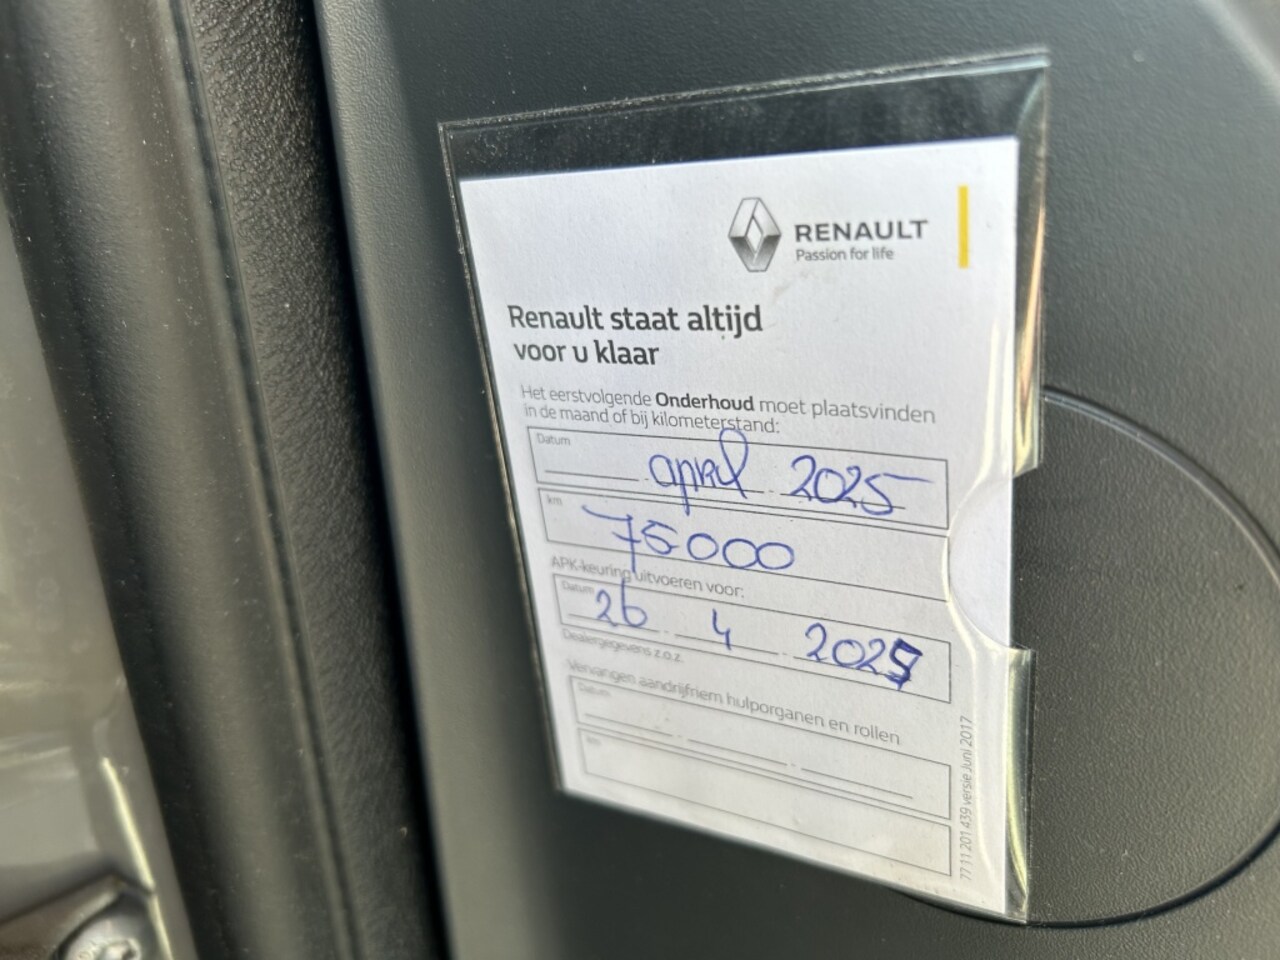 RENAULT
Passion for life
Renault staat altijd
voor u klaar
Het eerstvolgende Onderhoud moet plaatsvinden
in de maand of bij kilometerstand:
Datum
april 2025
km
75000
APK-keuring uitvoeren voor:
Datum
26 4
Dealergegevens z.o.z.
Vervangen aandrijfriem hulporganen en rollen
Datum
km
77 11 201 439 versie Juni 2017